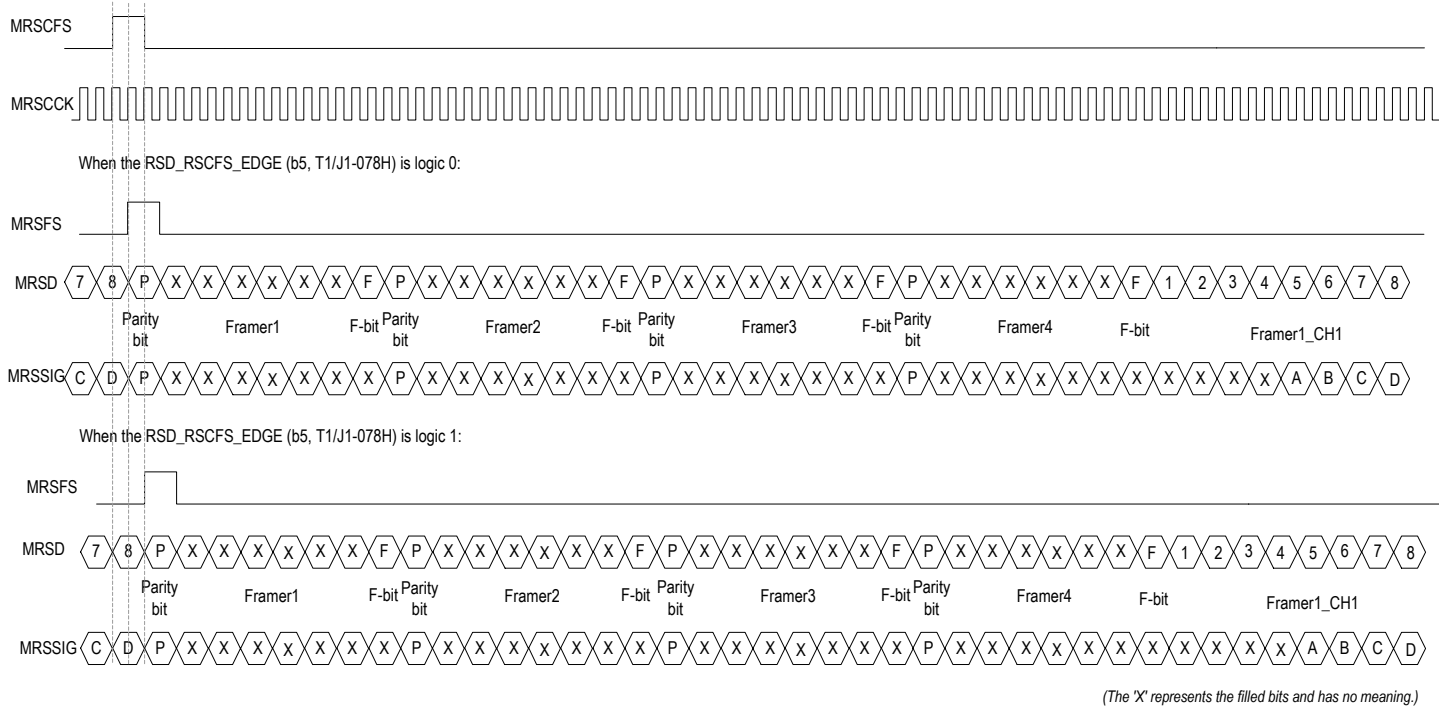 MRSCFS
MRSCCK
When the RSD_RSCFS_EDGE (b5, T1/J1-078H) is logic 0:
MRSFS
MRSD 7 8 P X X X X X X F P X X X X X X F P X X X X X X F P X X X X X X F 1 2 3 4 5 6 7 8
Parity bit Framer1 F-bit Parity bit Framer2 F-bit Parity bit Framer3 F-bit Parity bit Framer4 F-bit Framer1_CH1
MRSSIG C D P X X X X X X X P X X X X X X X P X X X X X X X P X X X X X X X X X X X A B C D
When the RSD_RSCFS_EDGE (b5, T1/J1-078H) is logic 1:
MRSFS
MRSD 7 8 P X X X X X X F P X X X X X X F P X X X X X X F P X X X X X X F 1 2 3 4 5 6 7 8
Parity bit Framer1 F-bit Parity bit Framer2 F-bit Parity bit Framer3 F-bit Parity bit Framer4 F-bit Framer1_CH1
MRSSIG C D P X X X X X X X P X X X X X X X P X X X X X X X P X X X X X X X X X X X A B C D
(The 'X' represents the filled bits and has no meaning.)